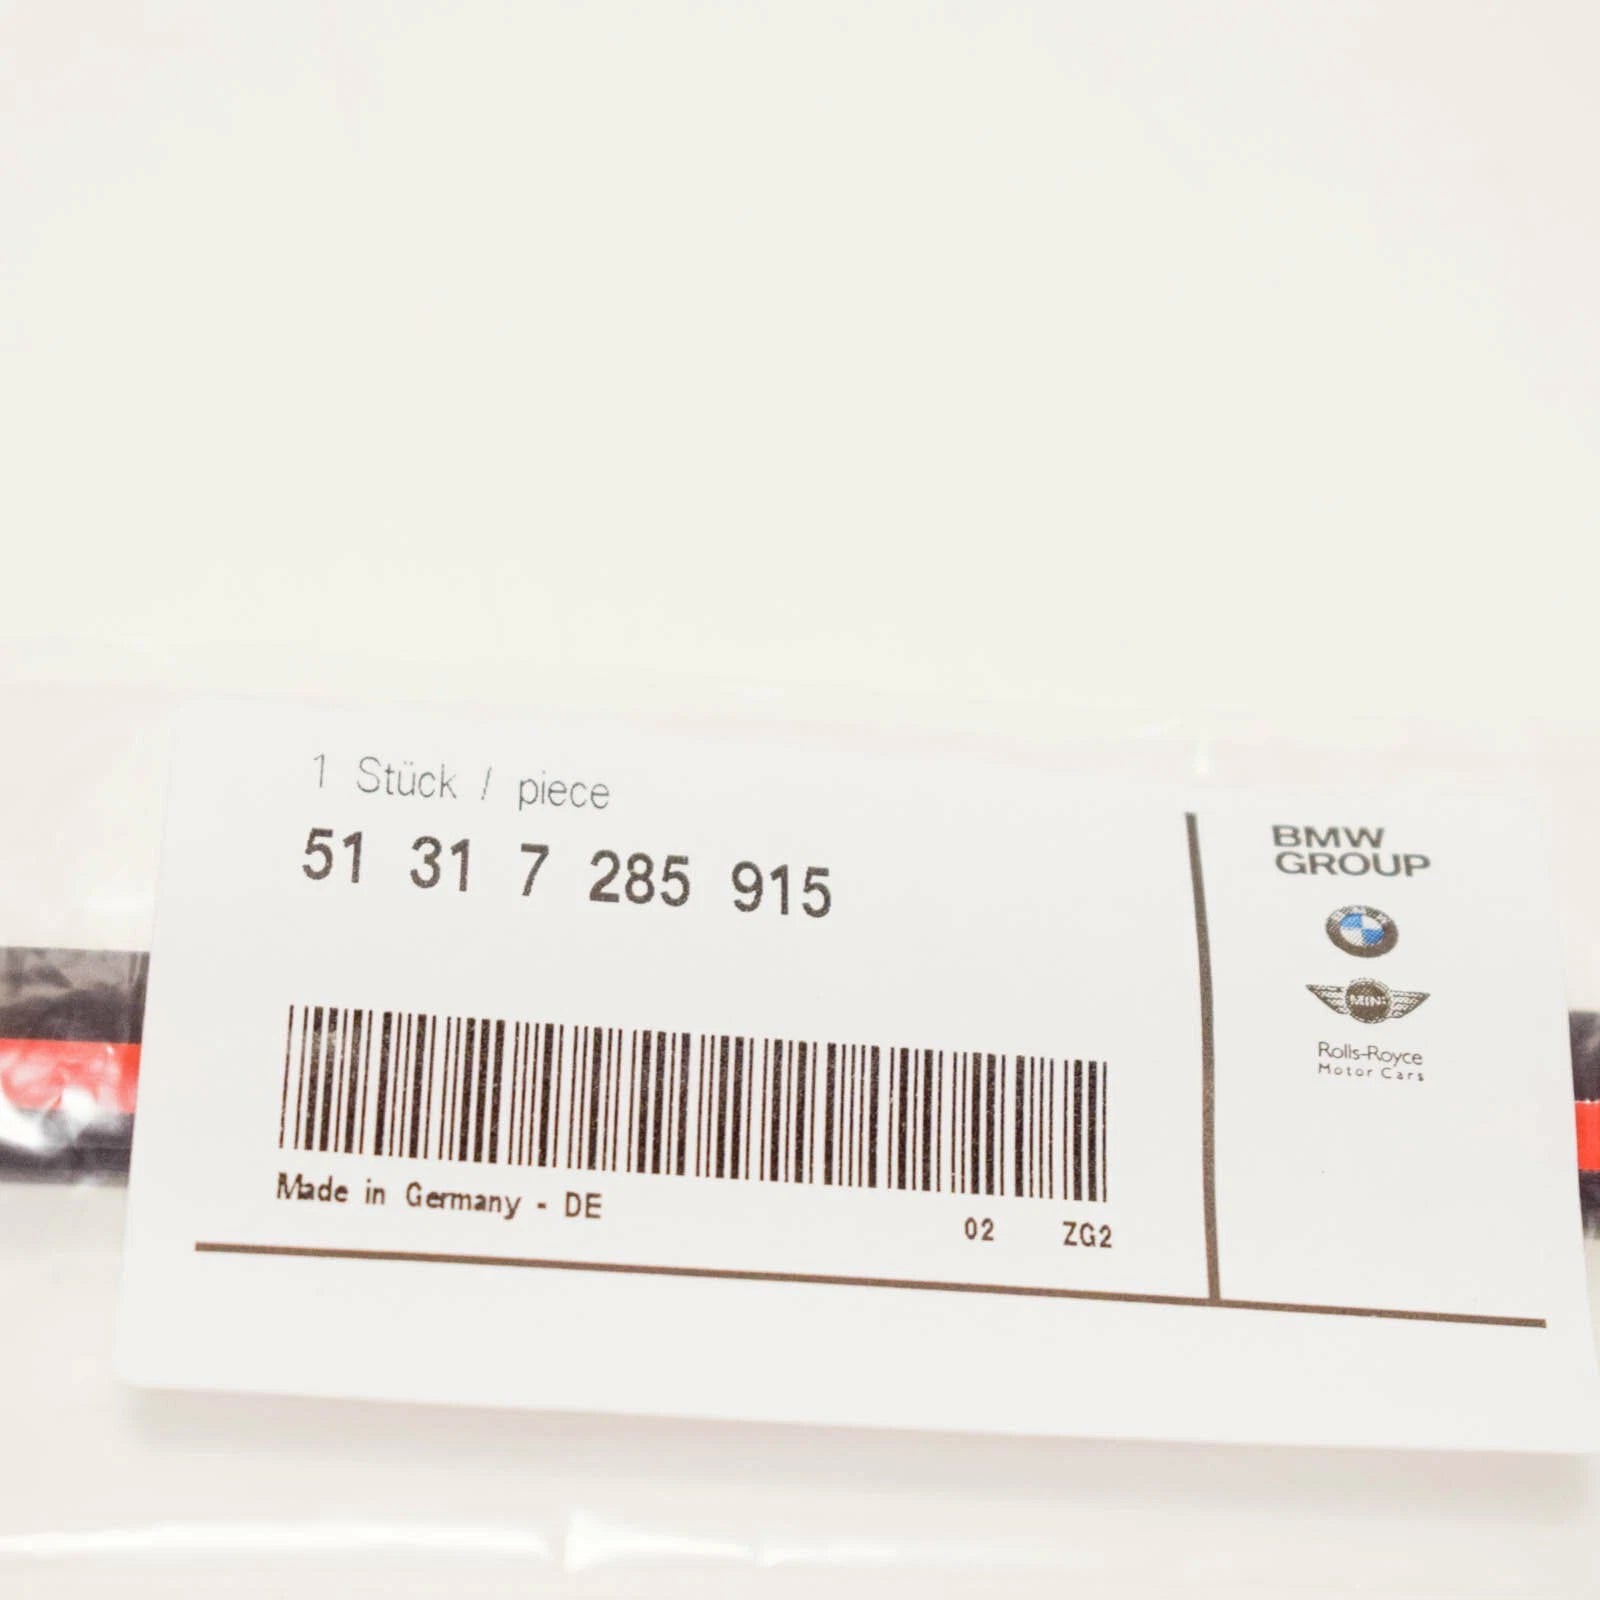 1 Stück / piece
51 31 7 285 915
Made in Germany - DE
02 ZG2
BMW
GROUP
MINI
Rolls-Royce
Motor Cars